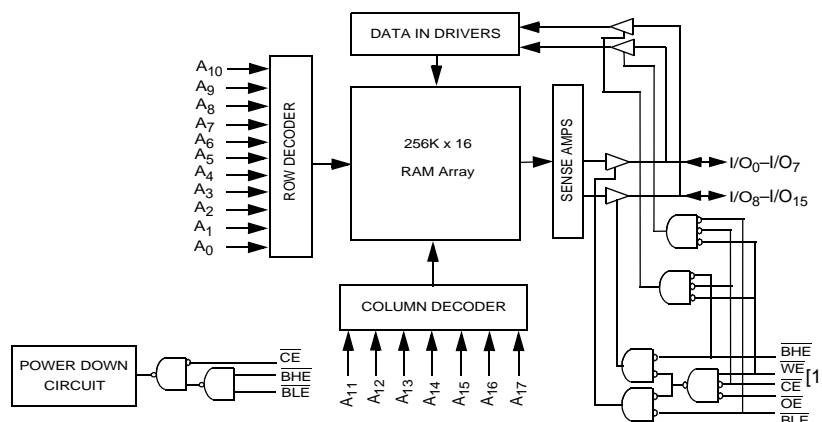 DATA IN DRIVERS
A10
A9
A8
A7
A6
A5
A4
A3
A2
A1
A0
ROW DECODER
256K x 16
RAM Array
SENSE AMPS
I/O0–I/O7
I/O8–I/O15
COLUMN DECODER
A11
A12
A13
A14
A15
A16
A17
POWER DOWN
CIRCUIT
CE
BHE
BLE
BHE
WE
[1
CE
OE
BLE